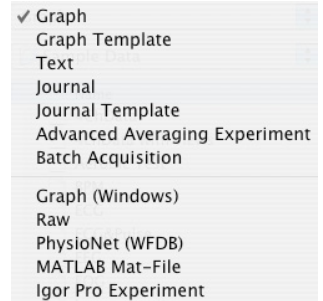 ✓ Graph
Graph Template
Text
Journal
Journal Template
Advanced Averaging Experiment
Batch Acquisition
Graph (Windows)
Raw
PhysioNet (WFDB)
MATLAB Mat-File
Igor Pro Experiment